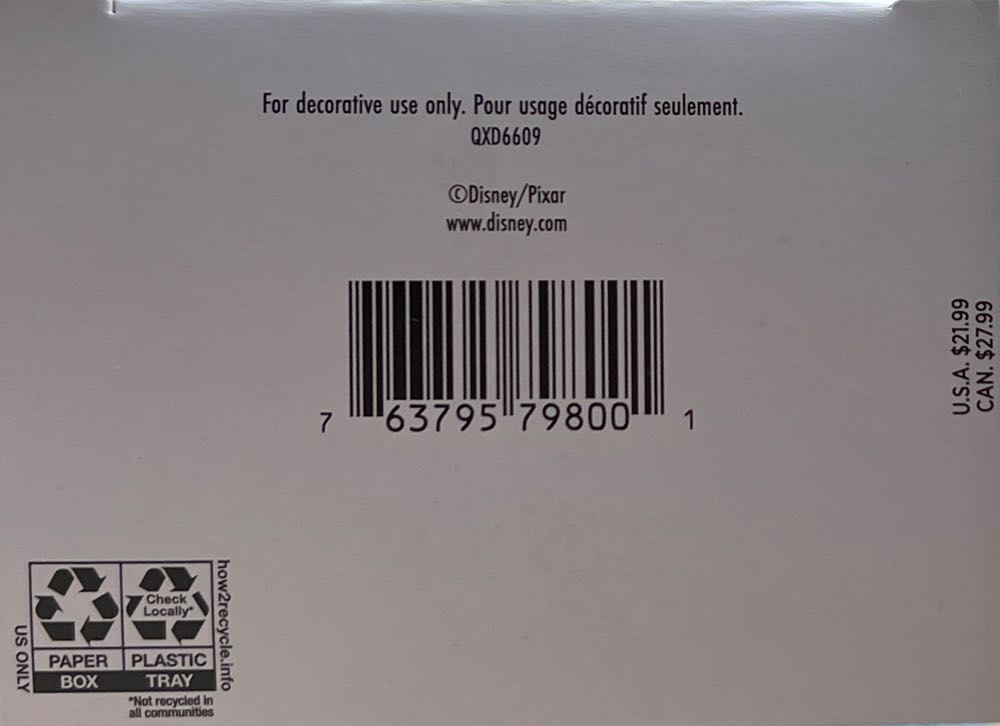 For decorative use only. Pour usage décoratif seulement.
QXD6609
©Disney/Pixar
www.disney.com
7 63795 79800 1
U.S.A. $21.99
CAN. $27.99
US ONLY
Check
Locally*
PAPER PLASTIC
BOX TRAY
*Not recycled in
all communities
how2recycle.info